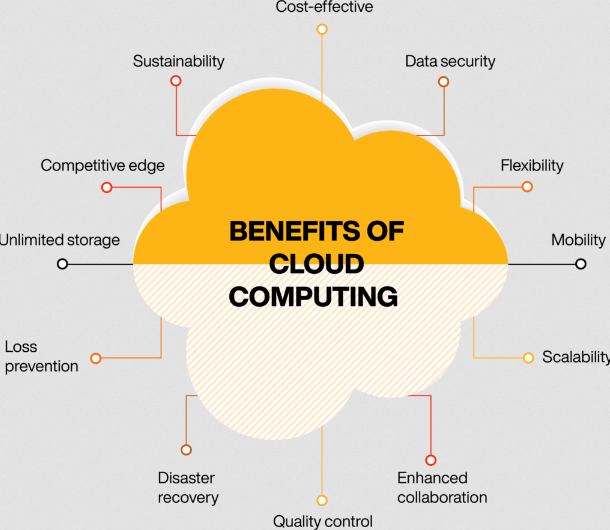 Cost-effective
Sustainability
Data security
Competitive edge
Flexibility
Unlimited storage
Mobility
BENEFITS OF
CLOUD
COMPUTING
Loss
prevention
Scalability
Disaster
recovery
Enhanced
collaboration
Quality control